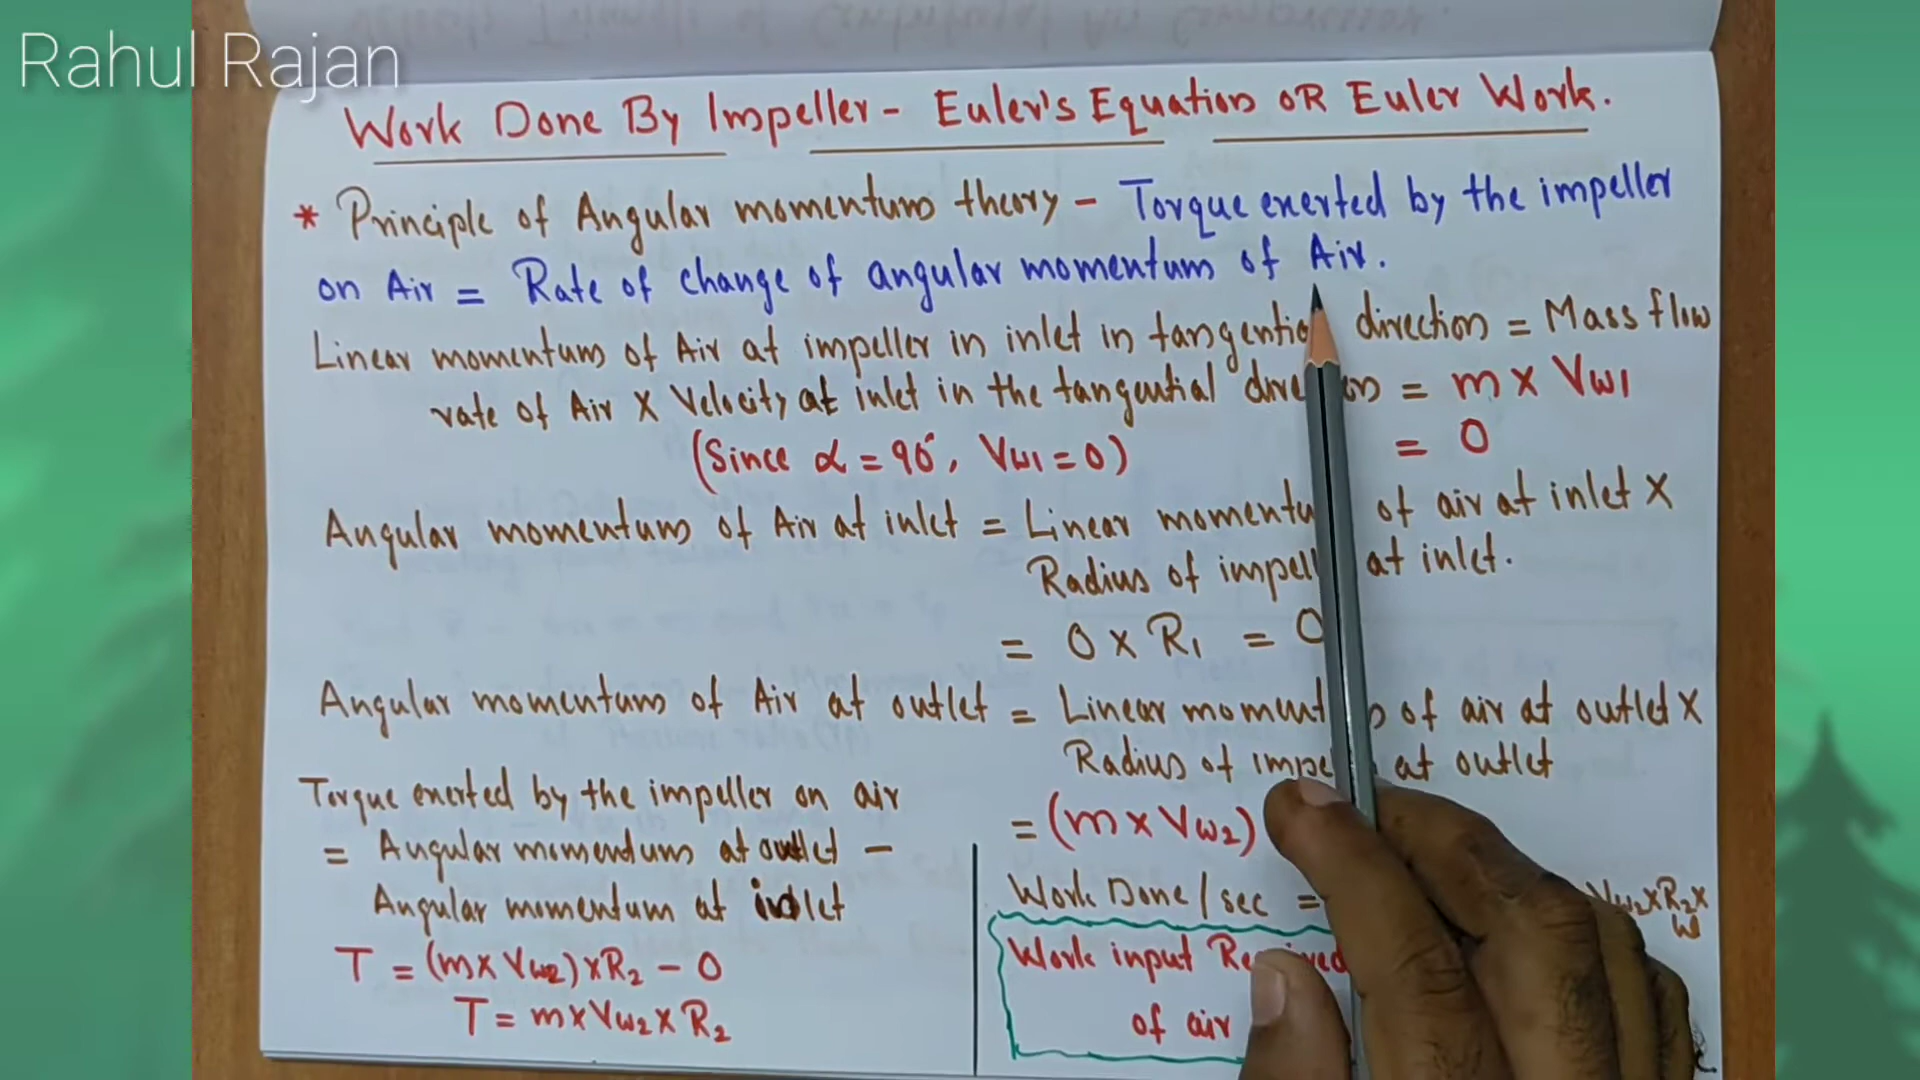 Rahul Rajan
Work Done By Impeller - Euler's Equation OR Euler Work.
* Principle of Angular momentum theory - Torque exerted by the impeller
on Air = Rate of change of angular momentum of Air.
Linear momentum of Air at impeller in inlet in tangentia direction = Mass flow
rate of Air X Velocity at inlet in the tangential dire on = m x Vw1
(Since α = 90°, Vw1 = 0) = 0
Angular momentum of Air at inlet = Linear momentu of air at inlet X
Radius of impell at inlet.
= 0 x R1 = 0
Angular momentum of Air at outlet = Linear moment of air at outlet X
Radius of impe at outlet
= (m x Vw2)
Torque exerted by the impeller on air
= Angular momentum at outlet -
Angular momentum at inlet
T = (m x Vw2) x R2 - 0
T = m x Vw2 x R2
Work Done / sec = Vw2 x R2 x
W
Work input Re
of air